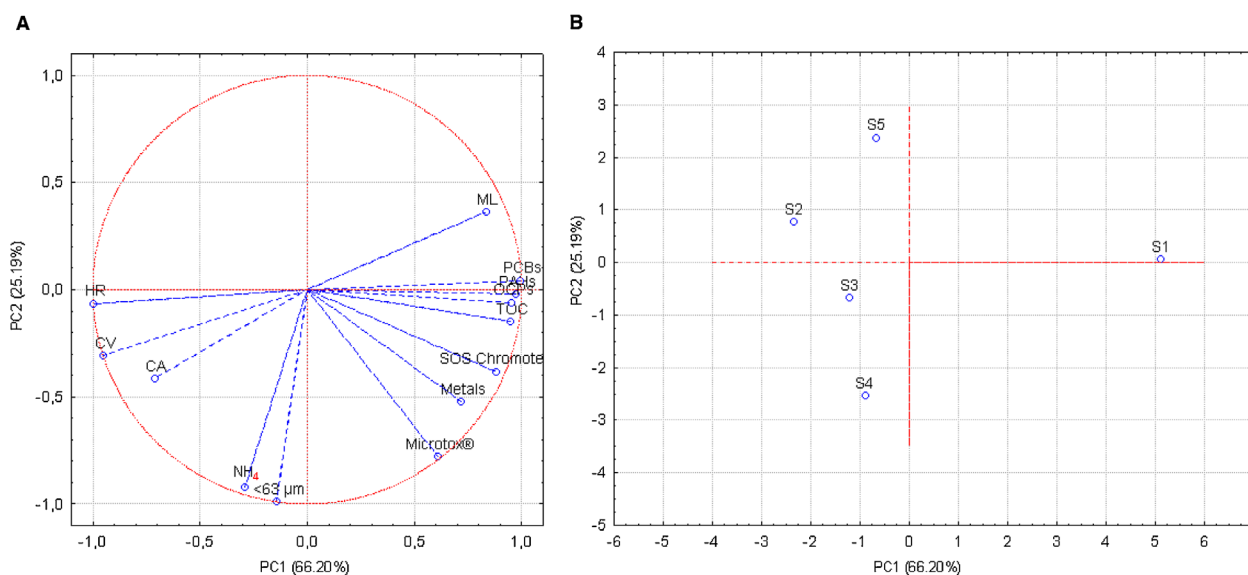 A
1,0
0,5
0,0
-0,5
-1,0
PC2 (25.19%)
ML
PCBs
PAHs
OCPs
TOC
SOS Chromote
Metals
Microtox®
HR
CV
CA
NH4
<63 µm
-1,0 -0,5 0,0 0,5 1,0
PC1 (66.20%)
B
4
3
2
1
0
-1
-2
-3
-4
-5
PC2 (25.19%)
S5
S2
S1
S3
S4
-6 -5 -4 -3 -2 -1 0 1 2 3 4 5 6
PC1 (66.20%)